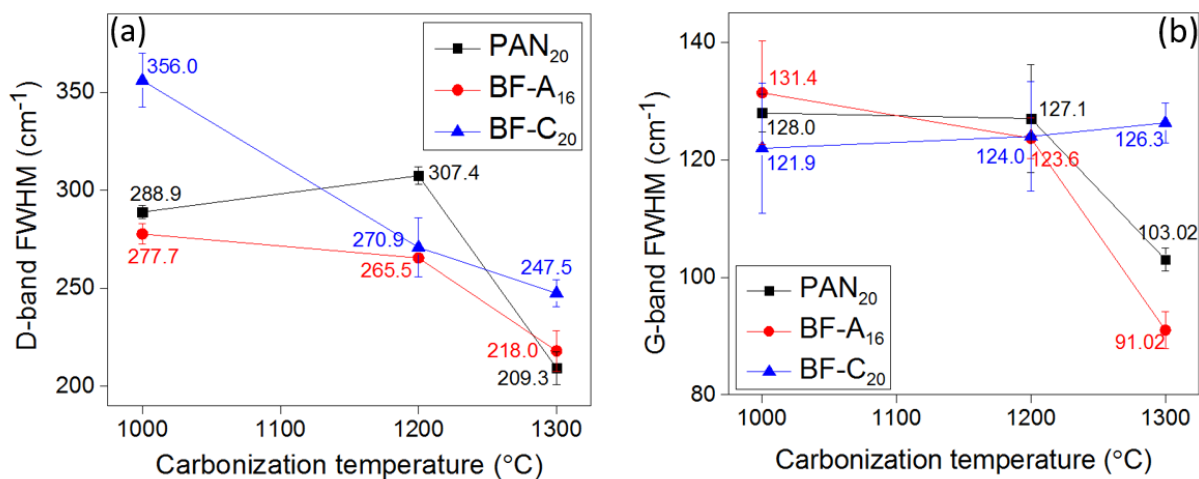 (a)
PAN20
BF-A16
BF-C20
D-band FWHM (cm-1)
350
300
250
200
356.0
288.9
277.7
307.4
270.9
265.5
247.5
218.0
209.3
1000 1100 1200 1300
Carbonization temperature (°C)
(b)
G-band FWHM (cm-1)
140
120
100
80
131.4
128.0
121.9
127.1
124.0
123.6
126.3
103.02
91.02
PAN20
BF-A16
BF-C20
1000 1100 1200 1300
Carbonization temperature (°C)